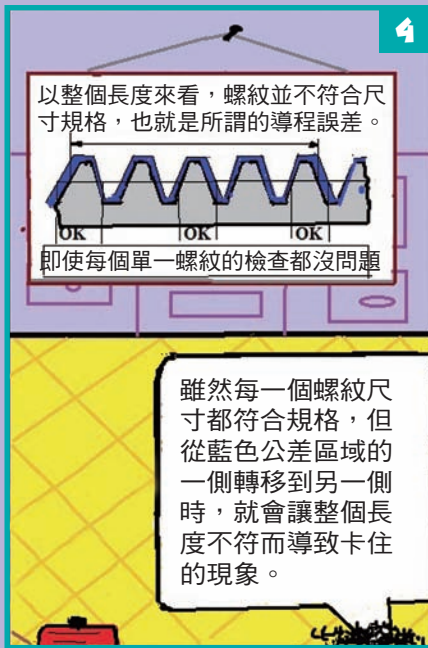 4
以整個長度來看，螺紋並不符合尺
寸規格，也就是所謂的導程誤差。
OK
OK
OK
即使每個單一螺紋的檢查都沒問題
雖然每一個螺紋尺
寸都符合規格，但
從藍色公差區域的
一側轉移到另一側
時，就會讓整個長
度不符而導致卡住
的現象。